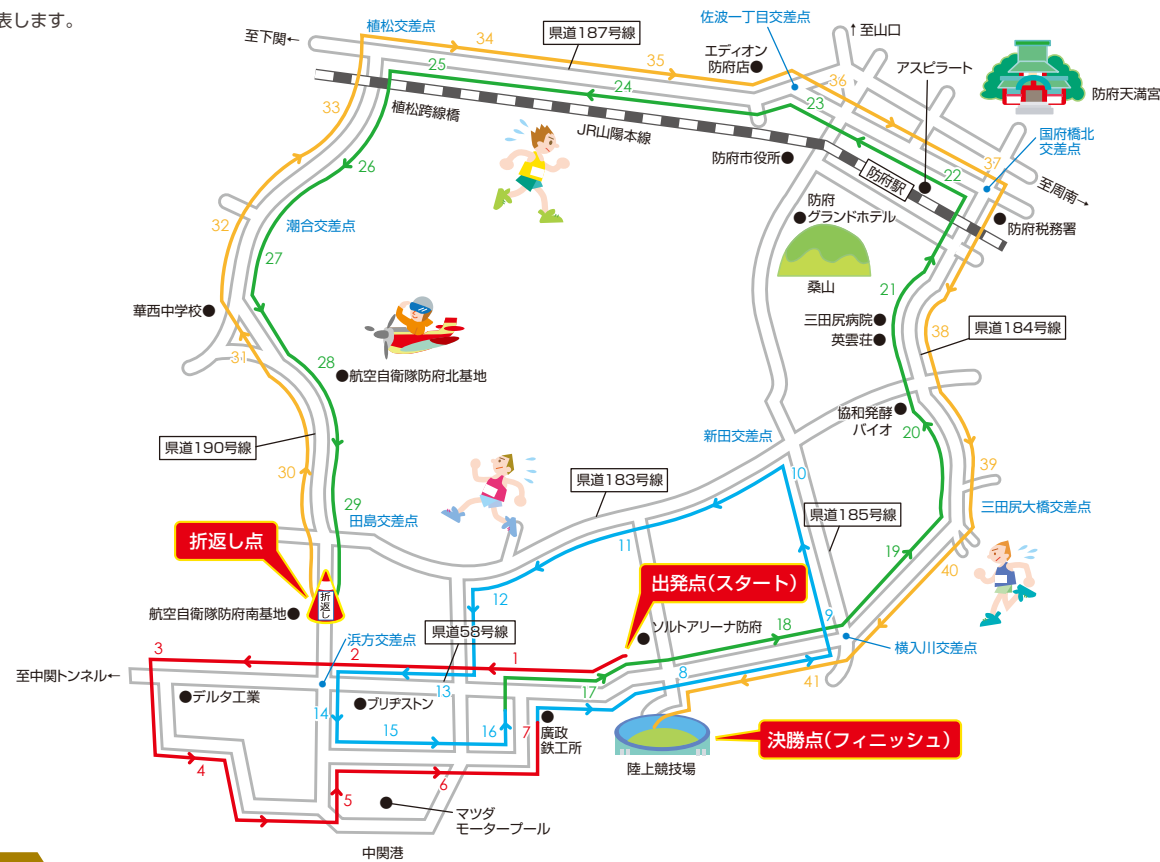 表します。
佐波一丁目交差点
植松交差点
至下関←
34
県道187号線
35
エディオン
防府店
↑至山口
36
アスピラート
防府天満宮
25
24
23
33
植松跨線橋
JR山陽本線
防府市役所
国府橋北
交差点
37
26
防府駅
22
至周南→
32
潮合交差点
防府
グランドホテル
防府税務署
27
桑山
21
華西中学校
三田尻病院
38
県道184号線
31
英雲荘
28
航空自衛隊防府北基地
協和発酵
バイオ
20
新田交差点
県道190号線
30
39
10
県道183号線
29
田島交差点
三田尻大橋交差点
県道185号線
折返し点
11
19
40
出発点(スタート)
12
折返し
航空自衛隊防府南基地
県道58号線
ソルトアリーナ防府
18
9
浜方交差点
横入川交差点
3
2
1
至中関トンネル←
8
41
デルタ工業
13
17
ブリヂストン
14
15
16
7
廣政
鉄工所
決勝点(フィニッシュ)
陸上競技場
4
6
5
マツダ
モータープール
中関港